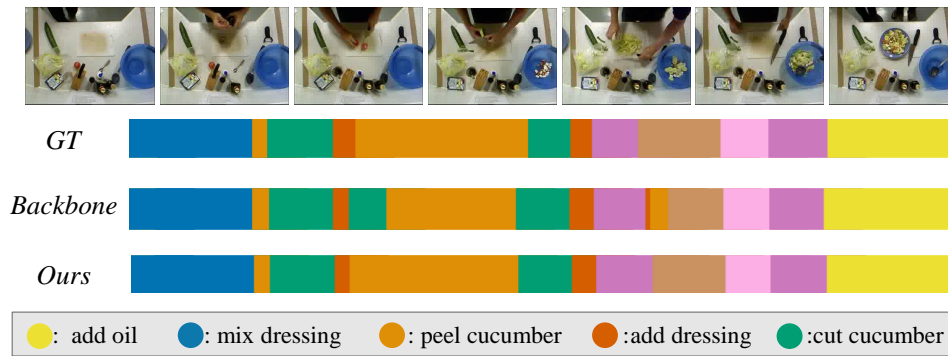 GT
Backbone
Ours
: add oil : mix dressing : peel cucumber :add dressing :cut cucumber